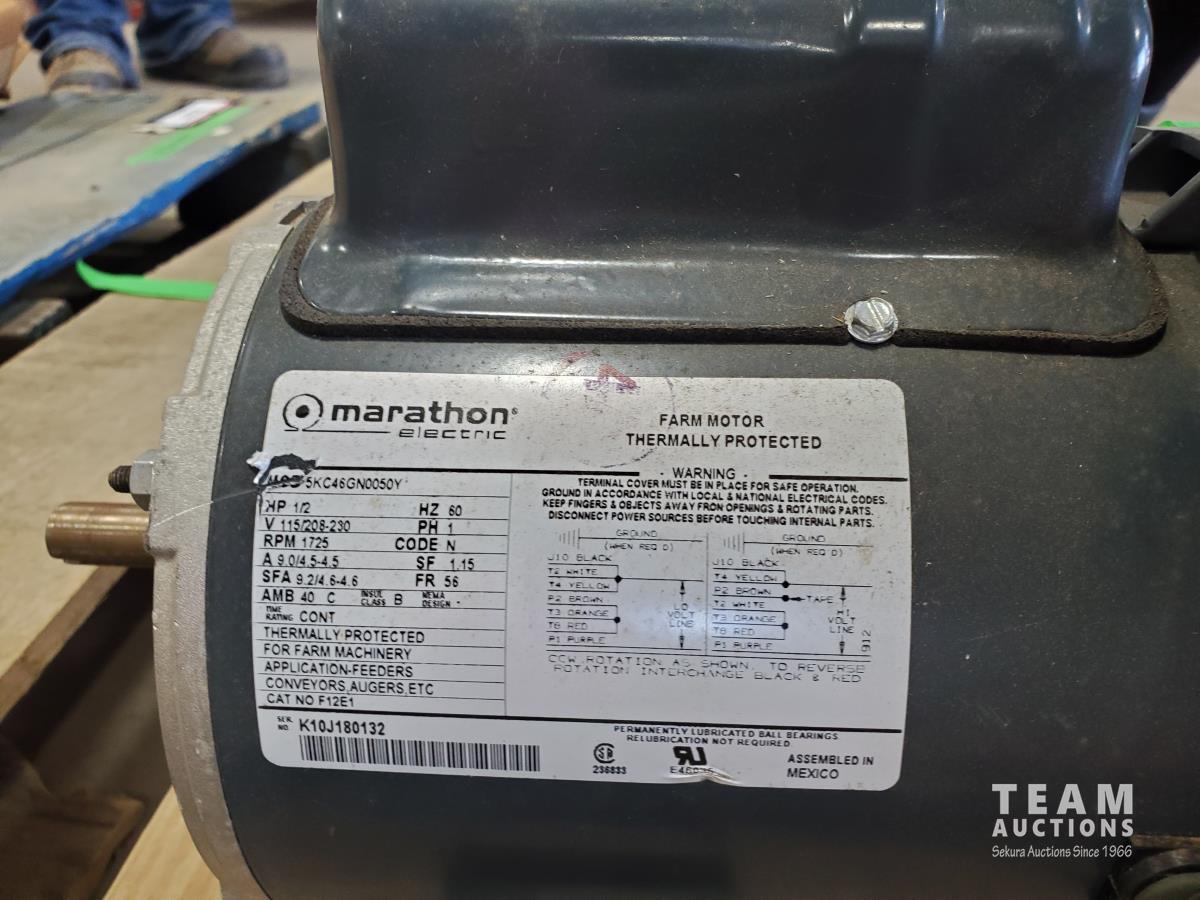 marathon®
electric
FARM MOTOR
THERMALLY PROTECTED
5KC46GN0050Y
HP 1/2 HZ 60
V 115/208-230 PH 1
RPM 1725 CODE N
A 9.0/4.5-4.5 SF 1.15
SFA 9.2/4.6-4.6 FR 56
AMB 40 C INSUL CLASS B NEMA DESIGN -
TIME RATING CONT
THERMALLY PROTECTED
FOR FARM MACHINERY
APPLICATION-FEEDERS
CONVEYORS,AUGERS,ETC
CAT NO F12E1
- WARNING -
TERMINAL COVER MUST BE IN PLACE FOR SAFE OPERATION.
GROUND IN ACCORDANCE WITH LOCAL & NATIONAL ELECTRICAL CODES.
KEEP FINGERS & OBJECTS AWAY FROM OPENINGS & ROTATING PARTS.
DISCONNECT POWER SOURCES BEFORE TOUCHING INTERNAL PARTS.
GROUND
(WHEN REQ D)
J10 BLACK
T2 WHITE
T4 YELLOW
P2 BROWN
T3 ORANGE
T8 RED
P1 PURPLE
LO
VOLT
LINE
GROUND
(WHEN REQ D)
J10 BLACK
T4 YELLOW
P2 BROWN
T2 WHITE
TAPE
T3 ORANGE
T8 RED
P1 PURPLE
HI
VOLT
LINE
912
CCW ROTATION AS SHOWN. TO REVERSE
ROTATION INTERCHANGE BLACK & RED
SER. NO. K10J180132
PERMANENTLY LUBRICATED BALL BEARINGS
RELUBRICATION NOT REQUIRED
236833
ASSEMBLED IN
MEXICO
TEAM
AUCTIONS
Sekura Auctions Since 1966